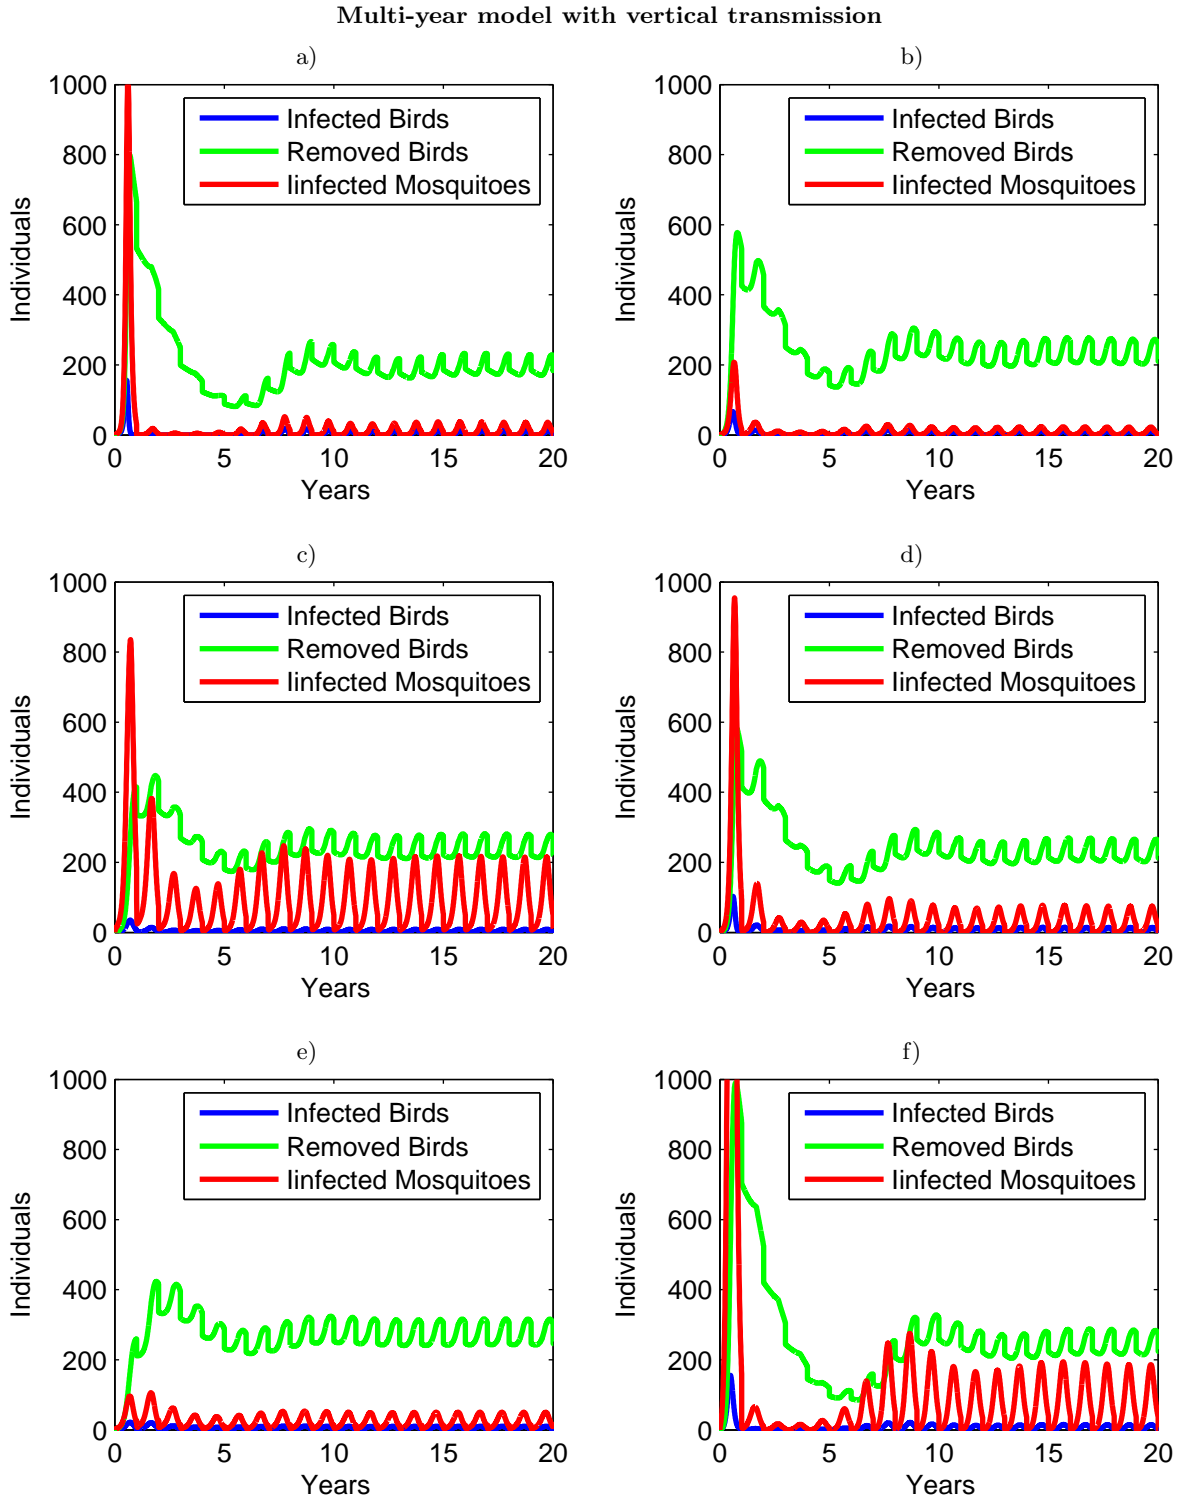 Multi-year model with vertical transmission
a)
1000
800
600
400
200
0
0 5 10 15 20
Individuals
Years
Infected Birds
Removed Birds
Iinfected Mosquitoes
b)
1000
800
600
400
200
0
0 5 10 15 20
Individuals
Years
Infected Birds
Removed Birds
Iinfected Mosquitoes
c)
1000
800
600
400
200
0
0 5 10 15 20
Individuals
Years
Infected Birds
Removed Birds
Iinfected Mosquitoes
d)
1000
800
600
400
200
0
0 5 10 15 20
Individuals
Years
Infected Birds
Removed Birds
Iinfected Mosquitoes
e)
1000
800
600
400
200
0
0 5 10 15 20
Individuals
Years
Infected Birds
Removed Birds
Iinfected Mosquitoes
f)
1000
800
600
400
200
0
0 5 10 15 20
Individuals
Years
Infected Birds
Removed Birds
Iinfected Mosquitoes